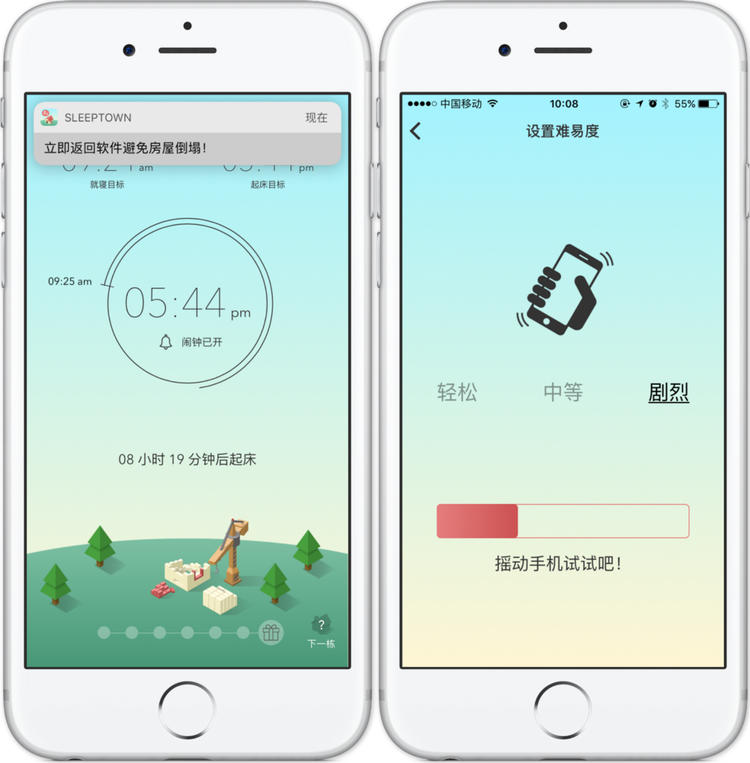 SLEEPTOWN
现在
立即返回软件避免房屋倒塌！
am
pm
就寝目标
起床目标
09:25 am
05:44 pm
闹钟已开
08 小时 19 分钟后起床
?
下一栋
中国移动
10:08
55%
设置难易度
轻松
中等
剧烈
摇动手机试试吧！